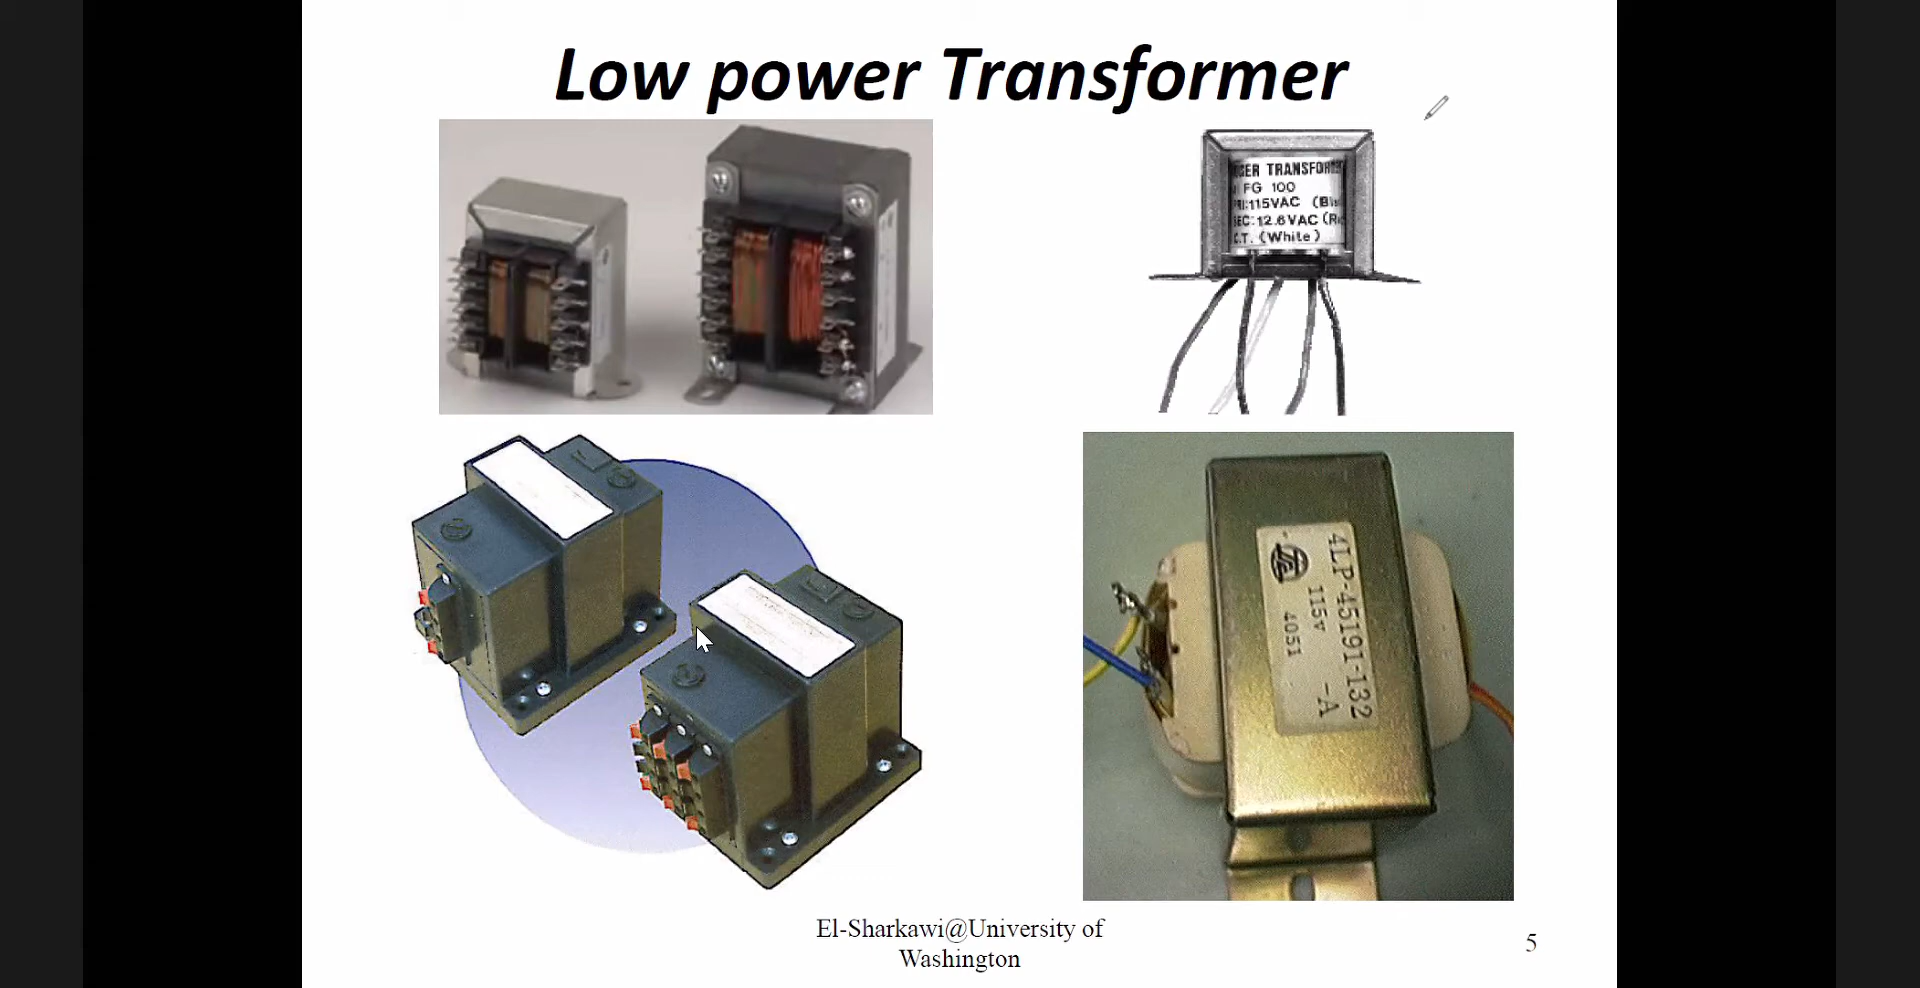 Low power Transformer
TRANSFOR
FG 100
115VAC
SEC: 12.6VAC
C.T. (White)
4LP-45191-132
115v -A
4051
El-Sharkawi@University of
Washington
5